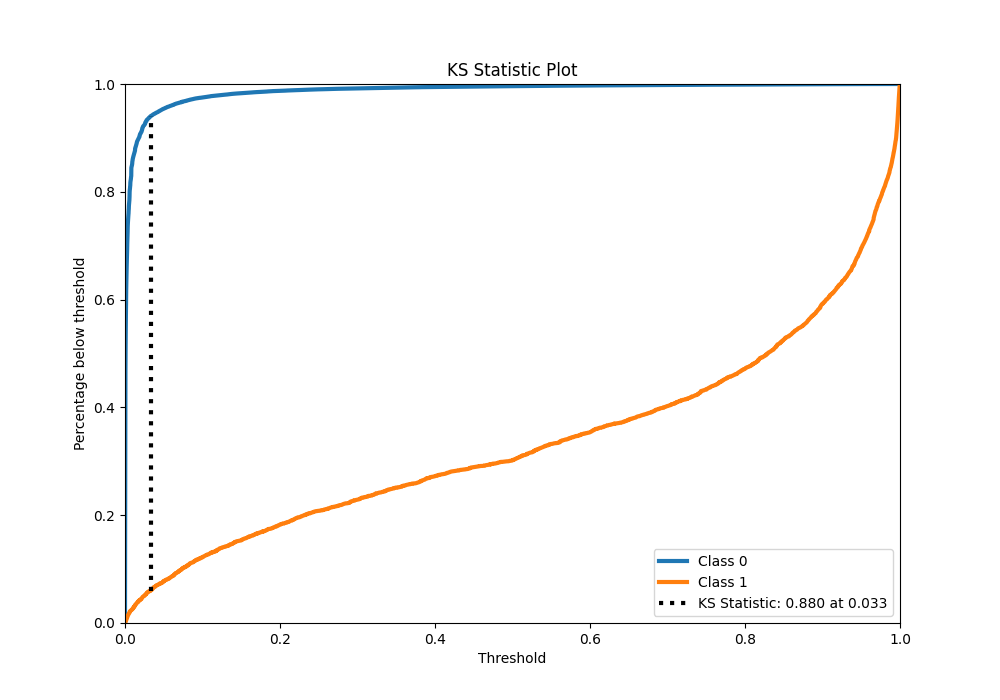 KS Statistic Plot
1.0
0.8
0.6
0.4
0.2
0.0
Percentage below threshold
0.0 0.2 0.4 0.6 0.8 1.0
Threshold
Class 0
Class 1
KS Statistic: 0.880 at 0.033